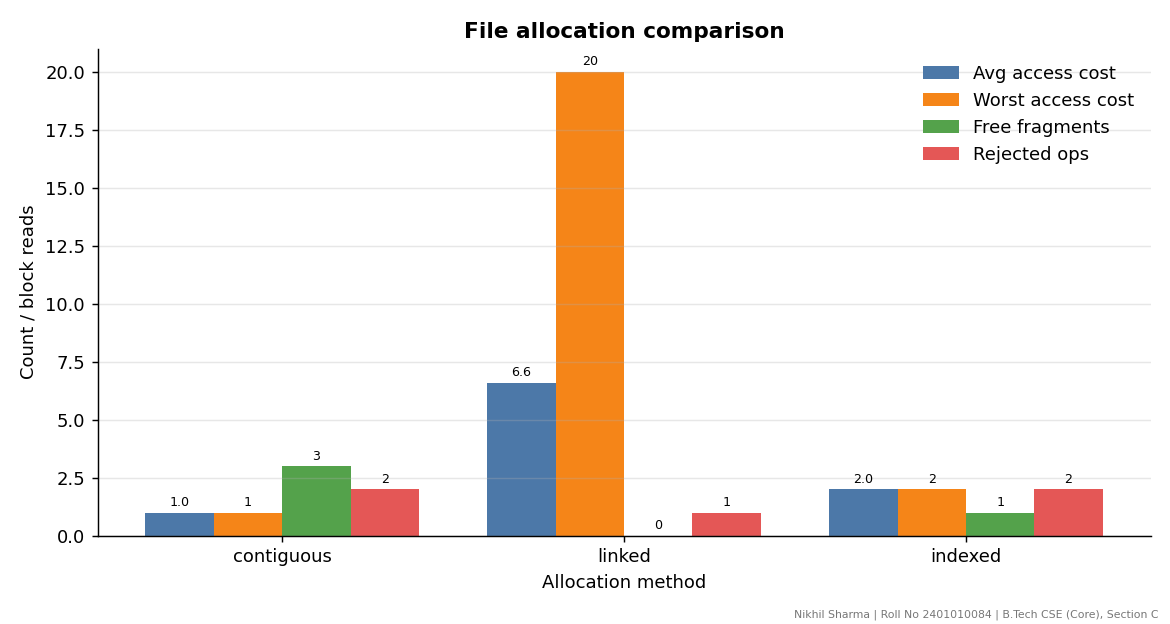 File allocation comparison
Avg access cost
Worst access cost
Free fragments
Rejected ops
Count / block reads
20.0
17.5
15.0
12.5
10.0
7.5
5.0
2.5
0.0
1.0
1
3
2
6.6
20
0
1
2.0
2
1
2
contiguous
linked
indexed
Allocation method
Nikhil Sharma | Roll No 2401010084 | B.Tech CSE (Core), Section C